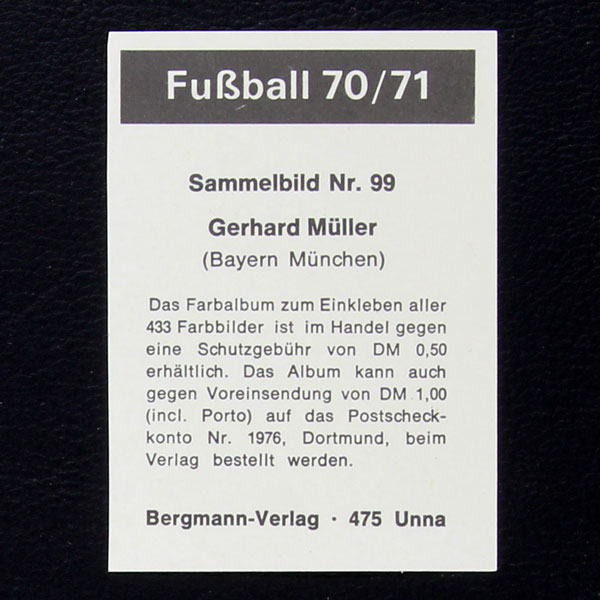 Fußball 70/71
Sammelbild Nr. 99
Gerhard Müller
(Bayern München)
Das Farbalbum zum Einkleben aller
433 Farbbilder ist im Handel gegen
eine Schutzgebühr von DM 0,50
erhältlich. Das Album kann auch
gegen Voreinsendung von DM 1,00
(incl. Porto) auf das Postscheck-
konto Nr. 1976, Dortmund, beim
Verlag bestellt werden.
Bergmann-Verlag · 475 Unna